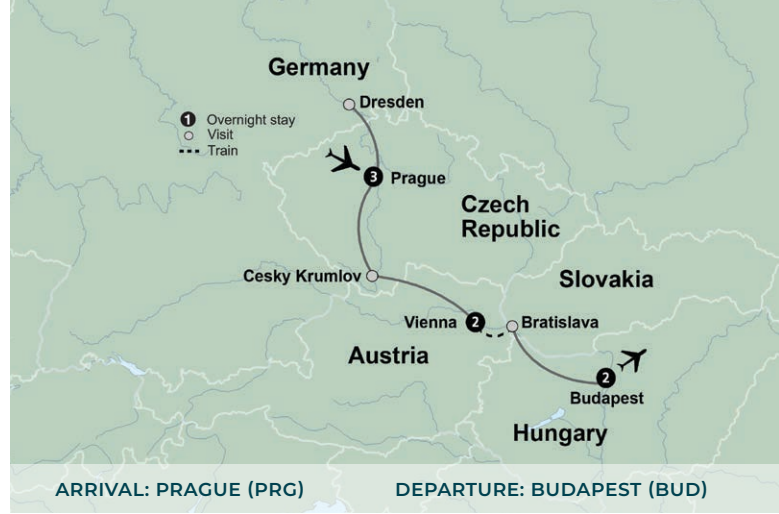 Germany
Dresden
1 Overnight stay
Visit
Train
3 Prague
Czech
Republic
Cesky Krumlov
Slovakia
Vienna 2
Bratislava
Austria
2
Budapest
Hungary
ARRIVAL: PRAGUE (PRG)
DEPARTURE: BUDAPEST (BUD)